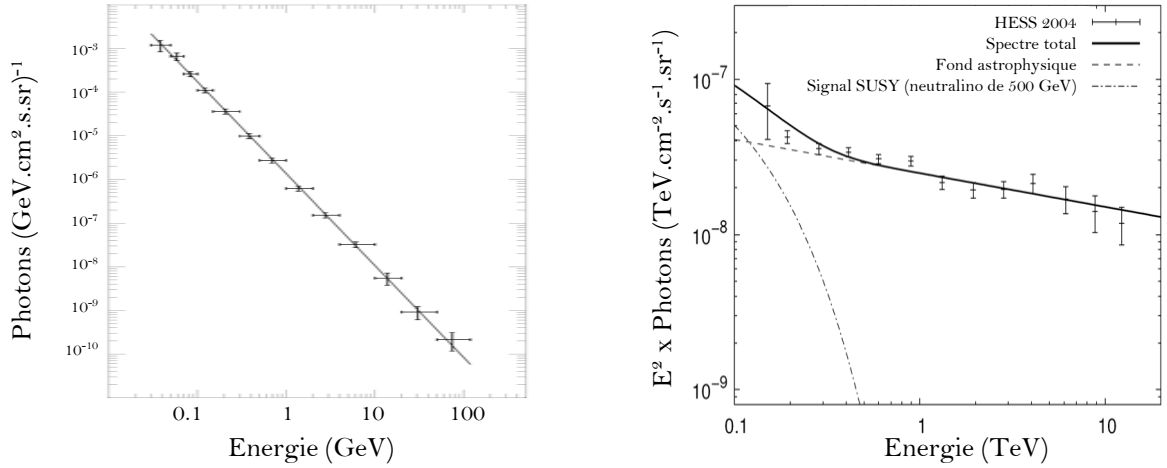 Photons (GeV.cm².s.sr)⁻¹
10⁻³
10⁻⁴
10⁻⁵
10⁻⁶
10⁻⁷
10⁻⁸
10⁻⁹
10⁻¹⁰
0.1 1 10 100
Energie (GeV)
E² x Photons (TeV.cm⁻².s⁻¹.sr⁻¹)
10⁻⁷
10⁻⁸
10⁻⁹
HESS 2004
Spectre total
Fond astrophysique
Signal SUSY (neutralino de 500 GeV)
0.1 1 10
Energie (TeV)